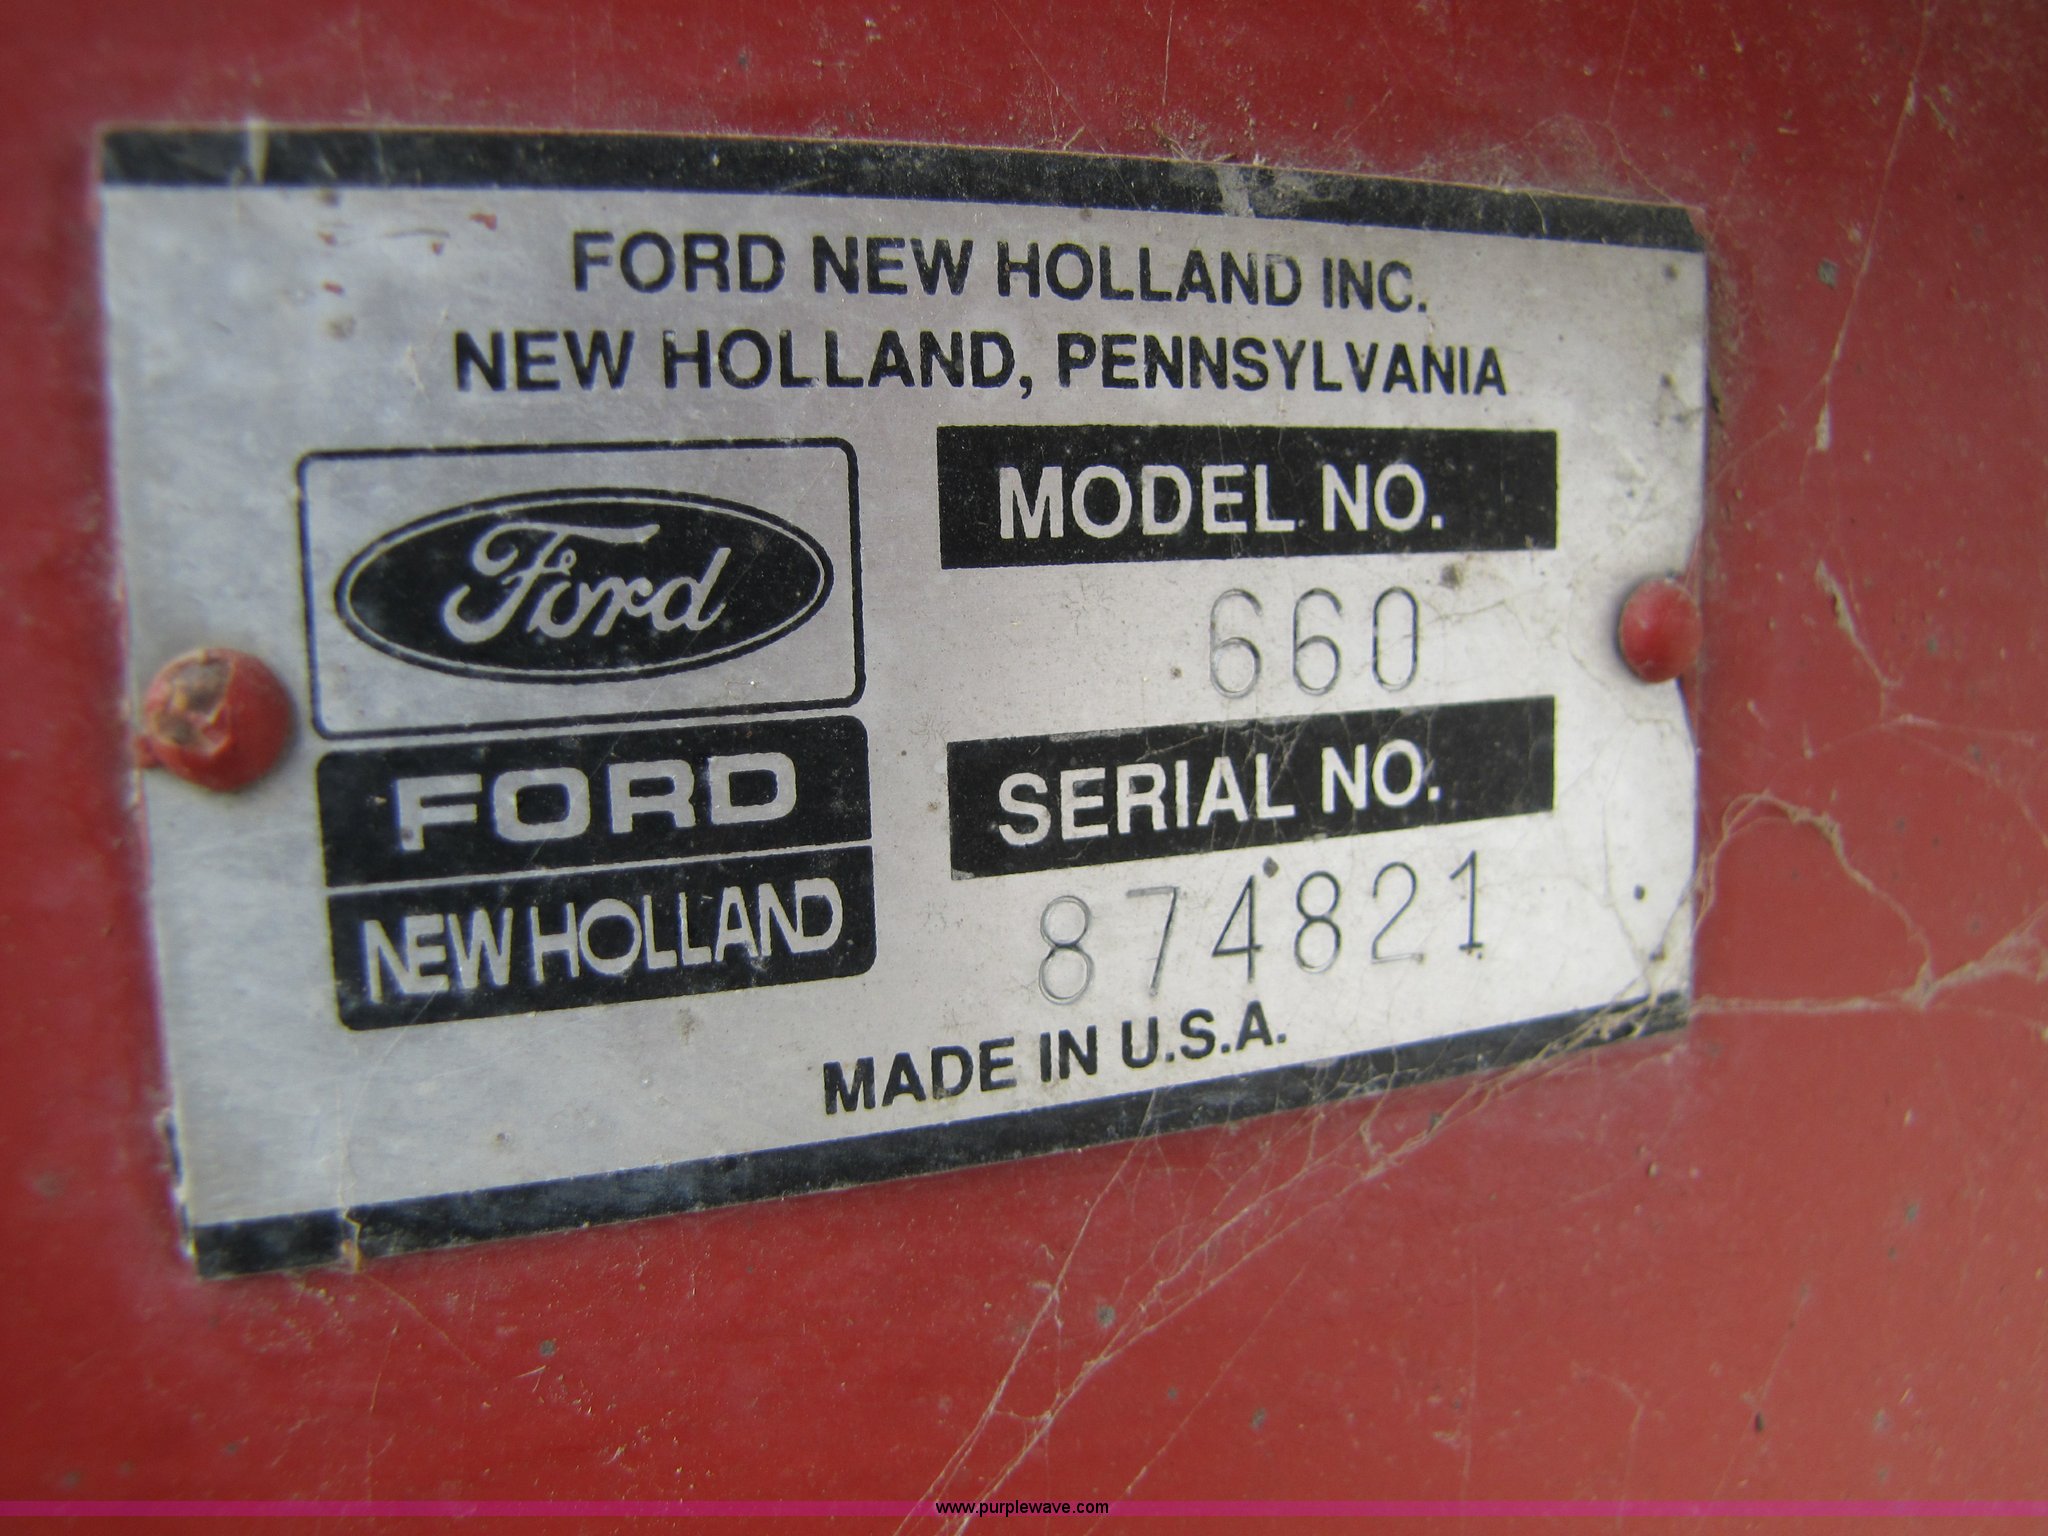 FORD NEW HOLLAND INC.
NEW HOLLAND, PENNSYLVANIA
Ford
FORD
NEW HOLLAND
MODEL NO.
660
SERIAL NO.
874821
MADE IN U.S.A.
www.purplewave.com